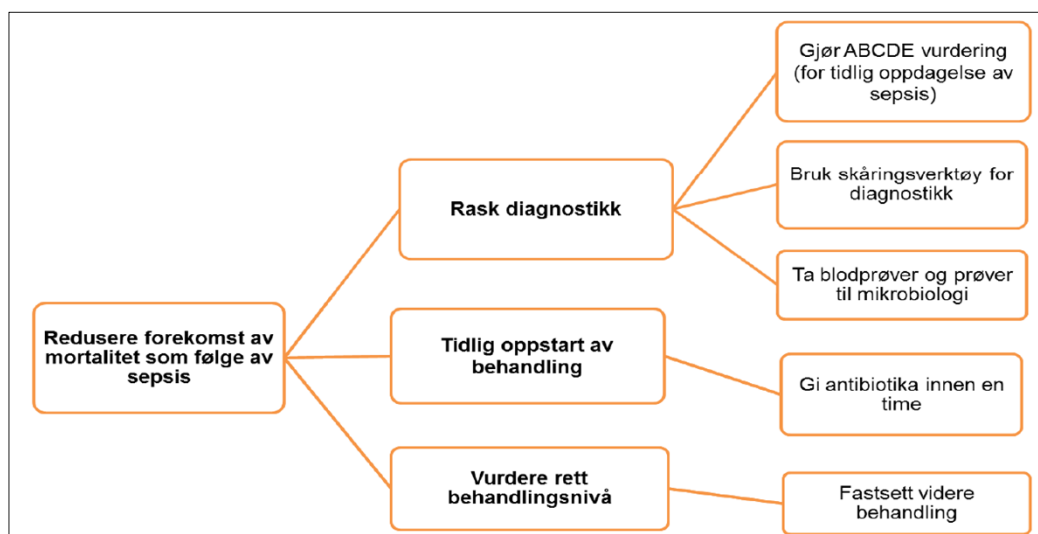 Gjør ABCDE vurdering
(for tidlig oppdagelse av
sepsis)
Bruk skåringsverktøy for
diagnostikk
Rask diagnostikk
Ta blodprøver og prøver
til mikrobiologi
Redusere forekomst av
mortalitet som følge av
sepsis
Tidlig oppstart av
behandling
Gi antibiotika innen en
time
Vurdere rett
behandlingsnivå
Fastsett videre
behandling